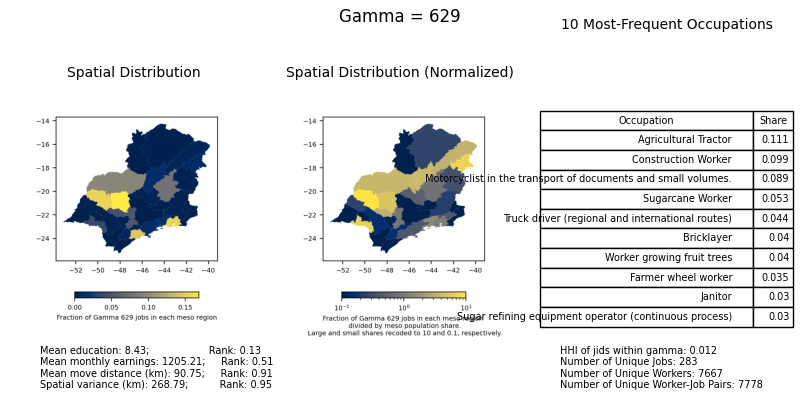 Gamma = 629
10 Most-Frequent Occupations
Spatial Distribution
Spatial Distribution (Normalized)
−14
−16
−18
−20
−22
−24
−52
−50
−48
−46
−44
−42
−40
0.00
0.05
0.10
0.15
Fraction of Gamma 629 jobs in each meso region
−14
−16
−18
−20
−22
−24
−52
−50
−48
−46
−44
−42
−40
10⁻¹
10⁰
10¹
Fraction of Gamma 629 jobs in each meso region
divided by meso population share.
Large and small shares recoded to 10 and 0.1, respectively.
Occupation Share
Agricultural Tractor 0.111
Construction Worker 0.099
Motorcyclist in the transport of documents and small volumes. 0.089
Sugarcane Worker 0.053
Truck driver (regional and international routes) 0.044
Bricklayer 0.04
Worker growing fruit trees 0.04
Farmer wheel worker 0.035
Janitor 0.03
Sugar refining equipment operator (continuous process) 0.03
Mean education: 8.43; Rank: 0.13
Mean monthly earnings: 1205.21; Rank: 0.51
Mean move distance (km): 90.75; Rank: 0.91
Spatial variance (km): 268.79; Rank: 0.95
HHI of jids within gamma: 0.012
Number of Unique Jobs: 283
Number of Unique Workers: 7667
Number of Unique Worker-Job Pairs: 7778